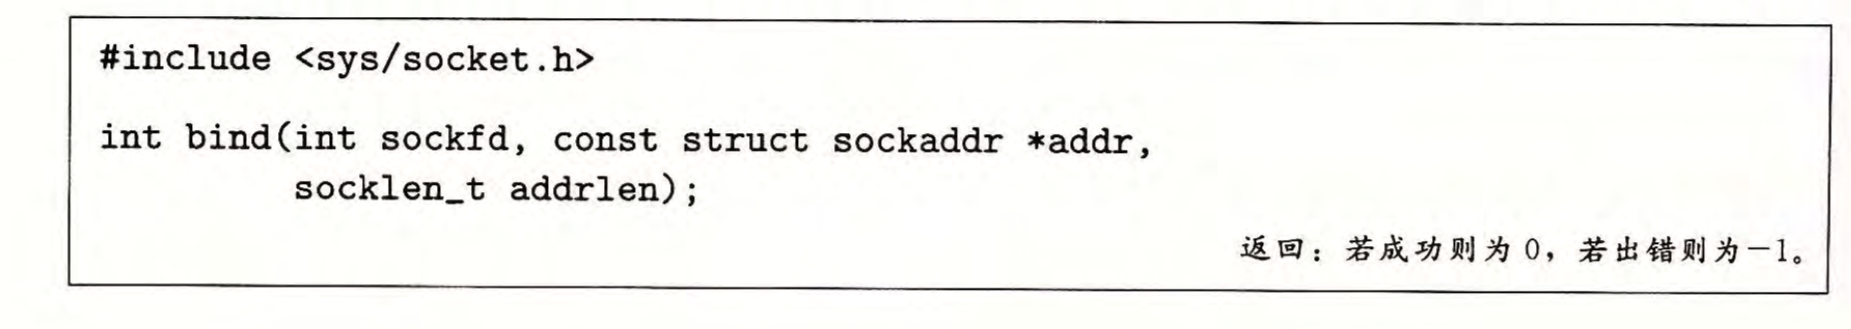 #include <sys/socket.h>
int bind(int sockfd, const struct sockaddr *addr,
socklen_t addrlen);
返回：若成功则为 0，若出错则为－1。